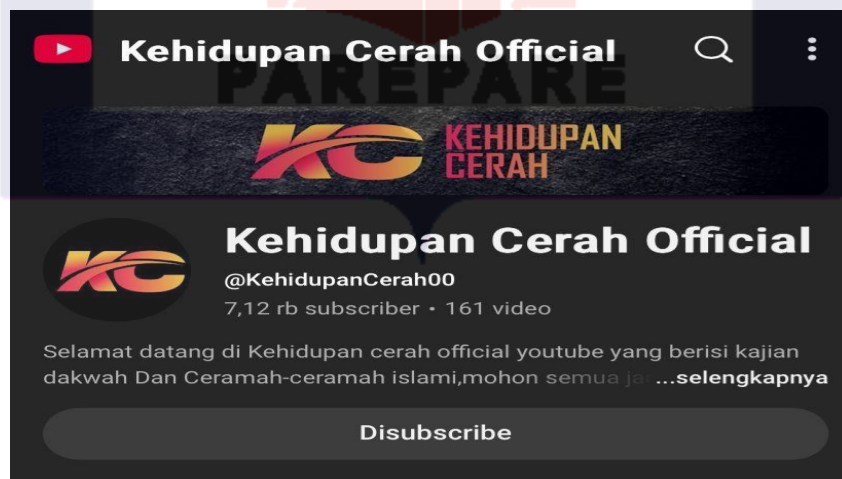 Kehidupan Cerah Official
PAREPARE
KC KEHIDUPAN
CERAH
KC
Kehidupan Cerah Official
@KehidupanCerah00
7,12 rb subscriber • 161 video
Selamat datang di Kehidupan cerah official youtube yang berisi kajian
dakwah Dan Ceramah-ceramah islami,mohon semua ...selengkapnya
Disubscribe